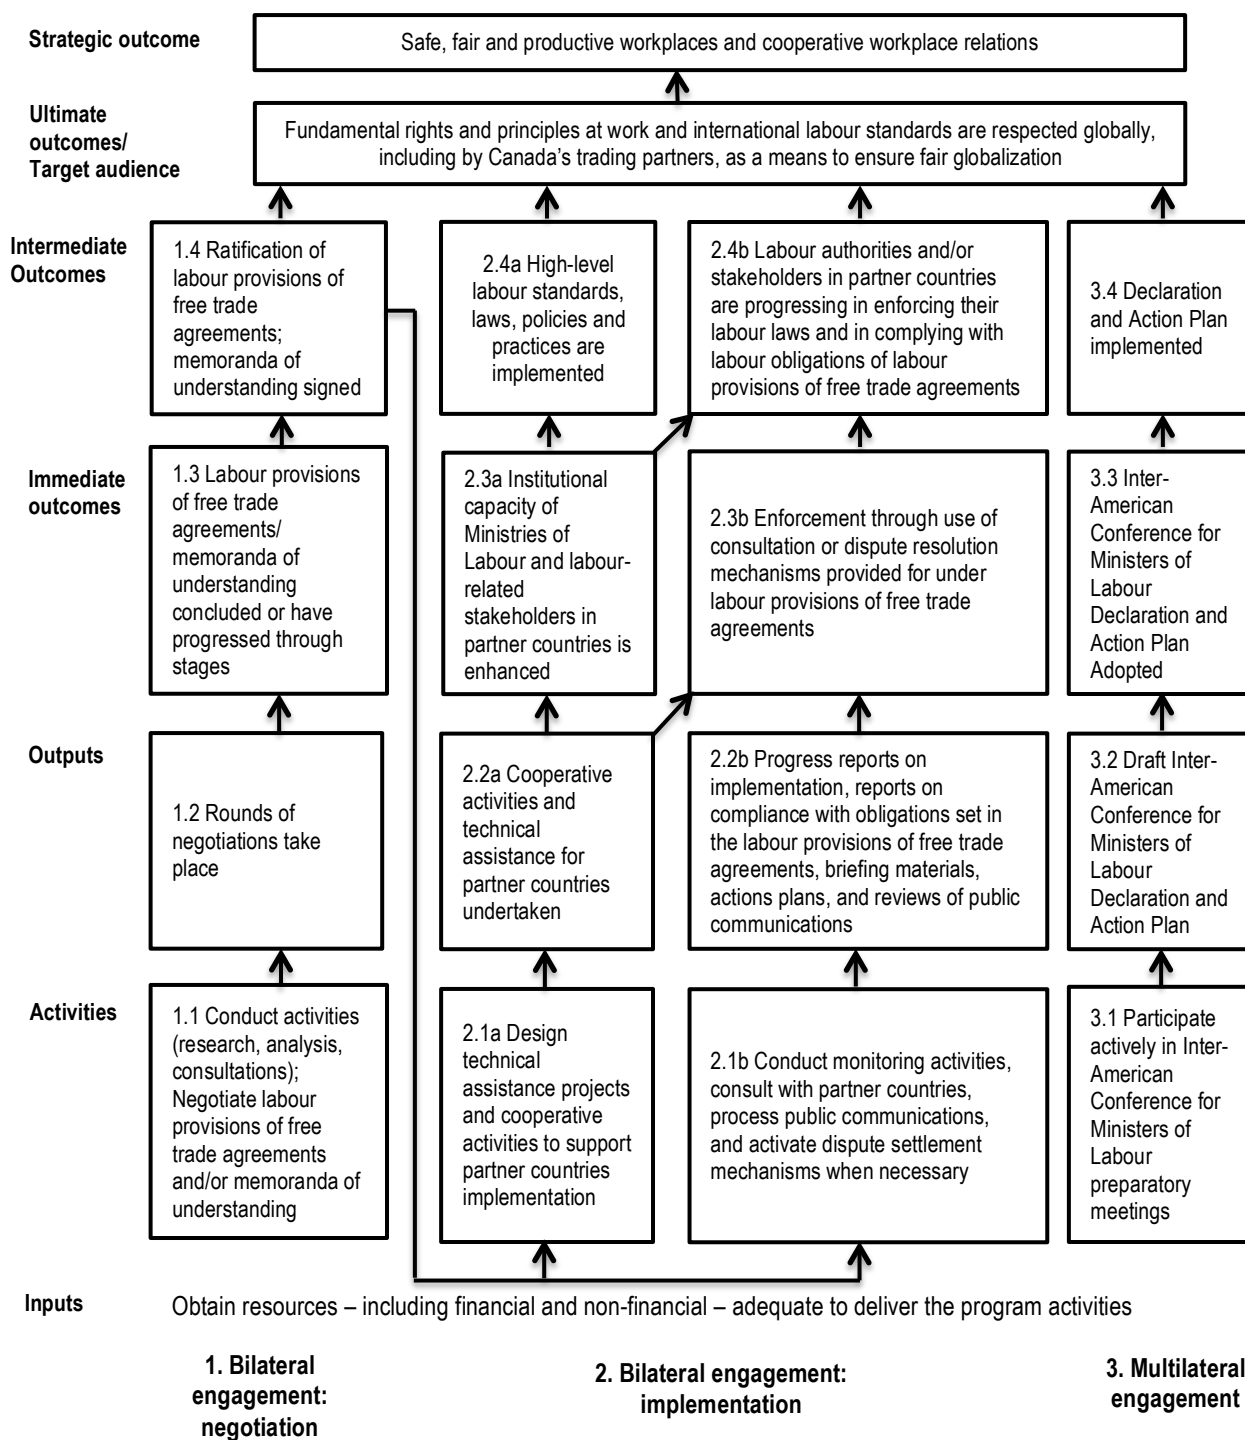 Strategic outcome
Safe, fair and productive workplaces and cooperative workplace relations
Ultimate
outcomes/
Target audience
Fundamental rights and principles at work and international labour standards are respected globally,
including by Canada's trading partners, as a means to ensure fair globalization
Intermediate
Outcomes
1.4 Ratification of
labour provisions of
free trade
agreements;
memoranda of
understanding signed
2.4a High-level
labour standards,
laws, policies and
practices are
implemented
2.4b Labour authorities and/or
stakeholders in partner countries
are progressing in enforcing their
labour laws and in complying with
labour obligations of labour
provisions of free trade agreements
3.4 Declaration
and Action Plan
implemented
Immediate
outcomes
1.3 Labour provisions
of free trade
agreements/
memoranda of
understanding
concluded or have
progressed through
stages
2.3a Institutional
capacity of
Ministries of
Labour and labour-
related
stakeholders in
partner countries is
enhanced
2.3b Enforcement through use of
consultation or dispute resolution
mechanisms provided for under
labour provisions of free trade
agreements
3.3 Inter-
American
Conference for
Ministers of
Labour
Declaration and
Action Plan
Adopted
Outputs
1.2 Rounds of
negotiations take
place
2.2a Cooperative
activities and
technical
assistance for
partner countries
undertaken
2.2b Progress reports on
implementation, reports on
compliance with obligations set in
the labour provisions of free trade
agreements, briefing materials,
actions plans, and reviews of public
communications
3.2 Draft Inter-
American
Conference for
Ministers of
Labour
Declaration and
Action Plan
Activities
1.1 Conduct activities
(research, analysis,
consultations);
Negotiate labour
provisions of free
trade agreements
and/or memoranda of
understanding
2.1a Design
technical
assistance projects
and cooperative
activities to support
partner countries
implementation
2.1b Conduct monitoring activities,
consult with partner countries,
process public communications,
and activate dispute settlement
mechanisms when necessary
3.1 Participate
actively in Inter-
American
Conference for
Ministers of
Labour
preparatory
meetings
Inputs
Obtain resources – including financial and non-financial – adequate to deliver the program activities
1. Bilateral
engagement:
negotiation
2. Bilateral engagement:
implementation
3. Multilateral
engagement